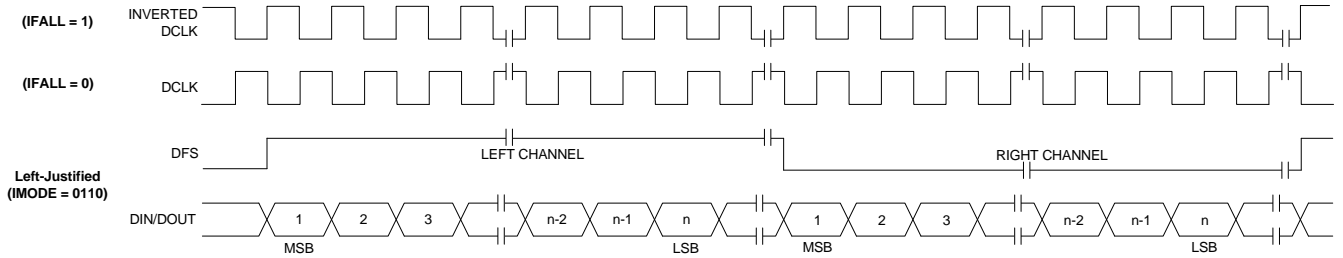 (IFALL = 1)
INVERTED
DCLK
(IFALL = 0)
DCLK
DFS
LEFT CHANNEL
RIGHT CHANNEL
Left-Justified
(IMODE = 0110)
DIN/DOUT
1 2 3 n-2 n-1 n 1 2 3 n-2 n-1 n
MSB LSB MSB LSB